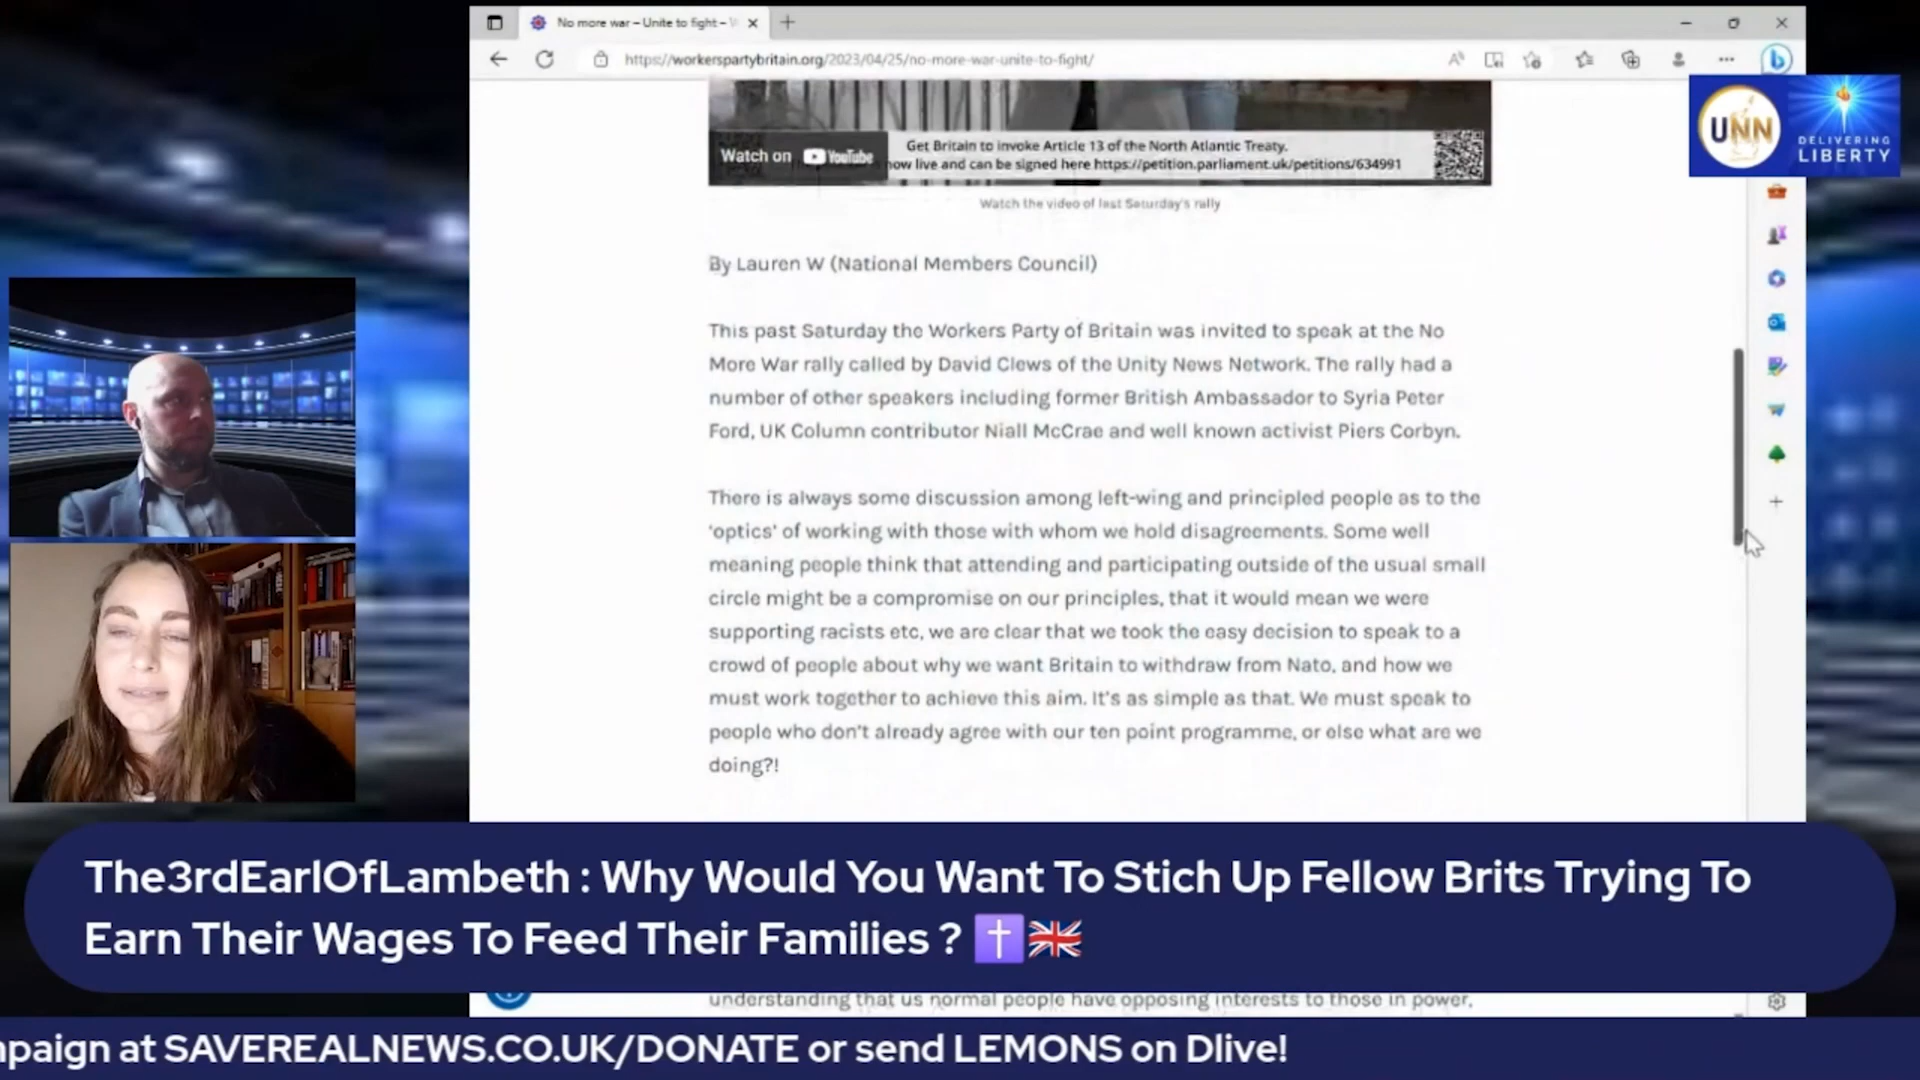 No more war – Unite to fight –
https://workerspartybritain.org/2023/04/25/no-more-war-unite-to-fight/
UNN
DELIVERING
LIBERTY
Watch on YouTube
Get Britain to invoke Article 13 of the North Atlantic Treaty.
now live and can be signed here https://petition.parliament.uk/petitions/634991
Watch the video of last Saturday's rally
By Lauren W (National Members Council)
This past Saturday the Workers Party of Britain was invited to speak at the No
More War rally called by David Clews of the Unity News Network. The rally had a
number of other speakers including former British Ambassador to Syria Peter
Ford, UK Column contributor Niall McCrae and well known activist Piers Corbyn.
There is always some discussion among left-wing and principled people as to the
'optics' of working with those with whom we hold disagreements. Some well
meaning people think that attending and participating outside of the usual small
circle might be a compromise on our principles, that it would mean we were
supporting racists etc, we are clear that we took the easy decision to speak to a
crowd of people about why we want Britain to withdraw from Nato, and how we
must work together to achieve this aim. It's as simple as that. We must speak to
people who don't already agree with our ten point programme, or else what are we
doing?!
The3rdEarlOfLambeth : Why Would You Want To Stich Up Fellow Brits Trying To
Earn Their Wages To Feed Their Families ? ✝️🇬🇧
understanding that us normal people have opposing interests to those in power,
mpaign at SAVEREALNEWS.CO.UK/DONATE or send LEMONS on Dlive!